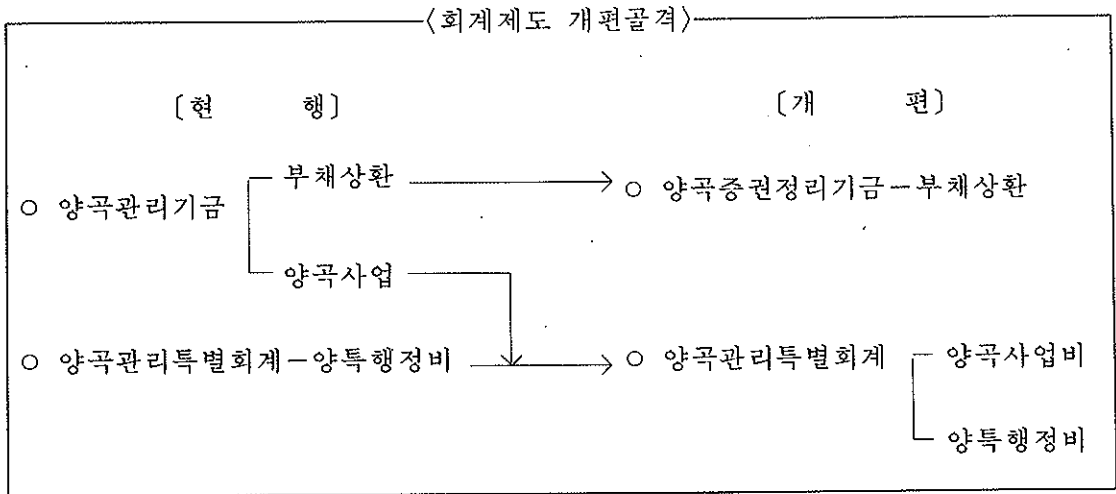 〈회계제도 개편골격〉
〔현 행〕 〔개 편〕
부채상환
○ 양곡관리기금 ○ 양곡증권정리기금-부채상환
양곡사업
○ 양곡관리특별회계-양특행정비 ○ 양곡관리특별회계 양곡사업비
양특행정비